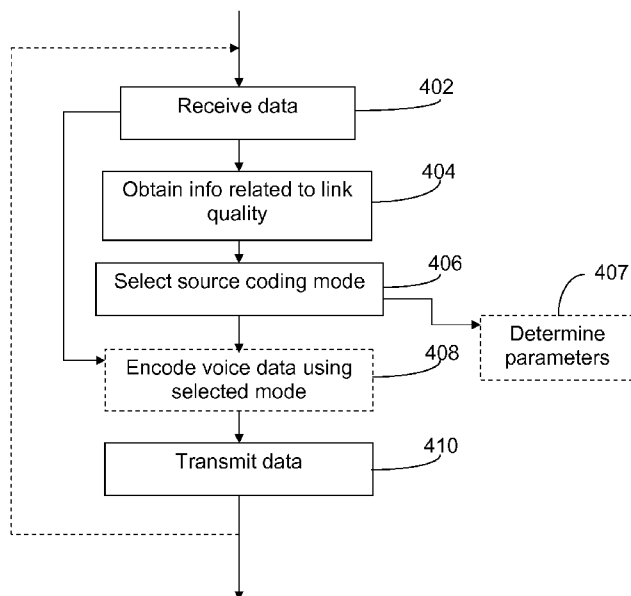 Receive data
402
Obtain info related to link
quality
404
Select source coding mode
406
407
Determine
parameters
Encode voice data using
selected mode
408
Transmit data
410